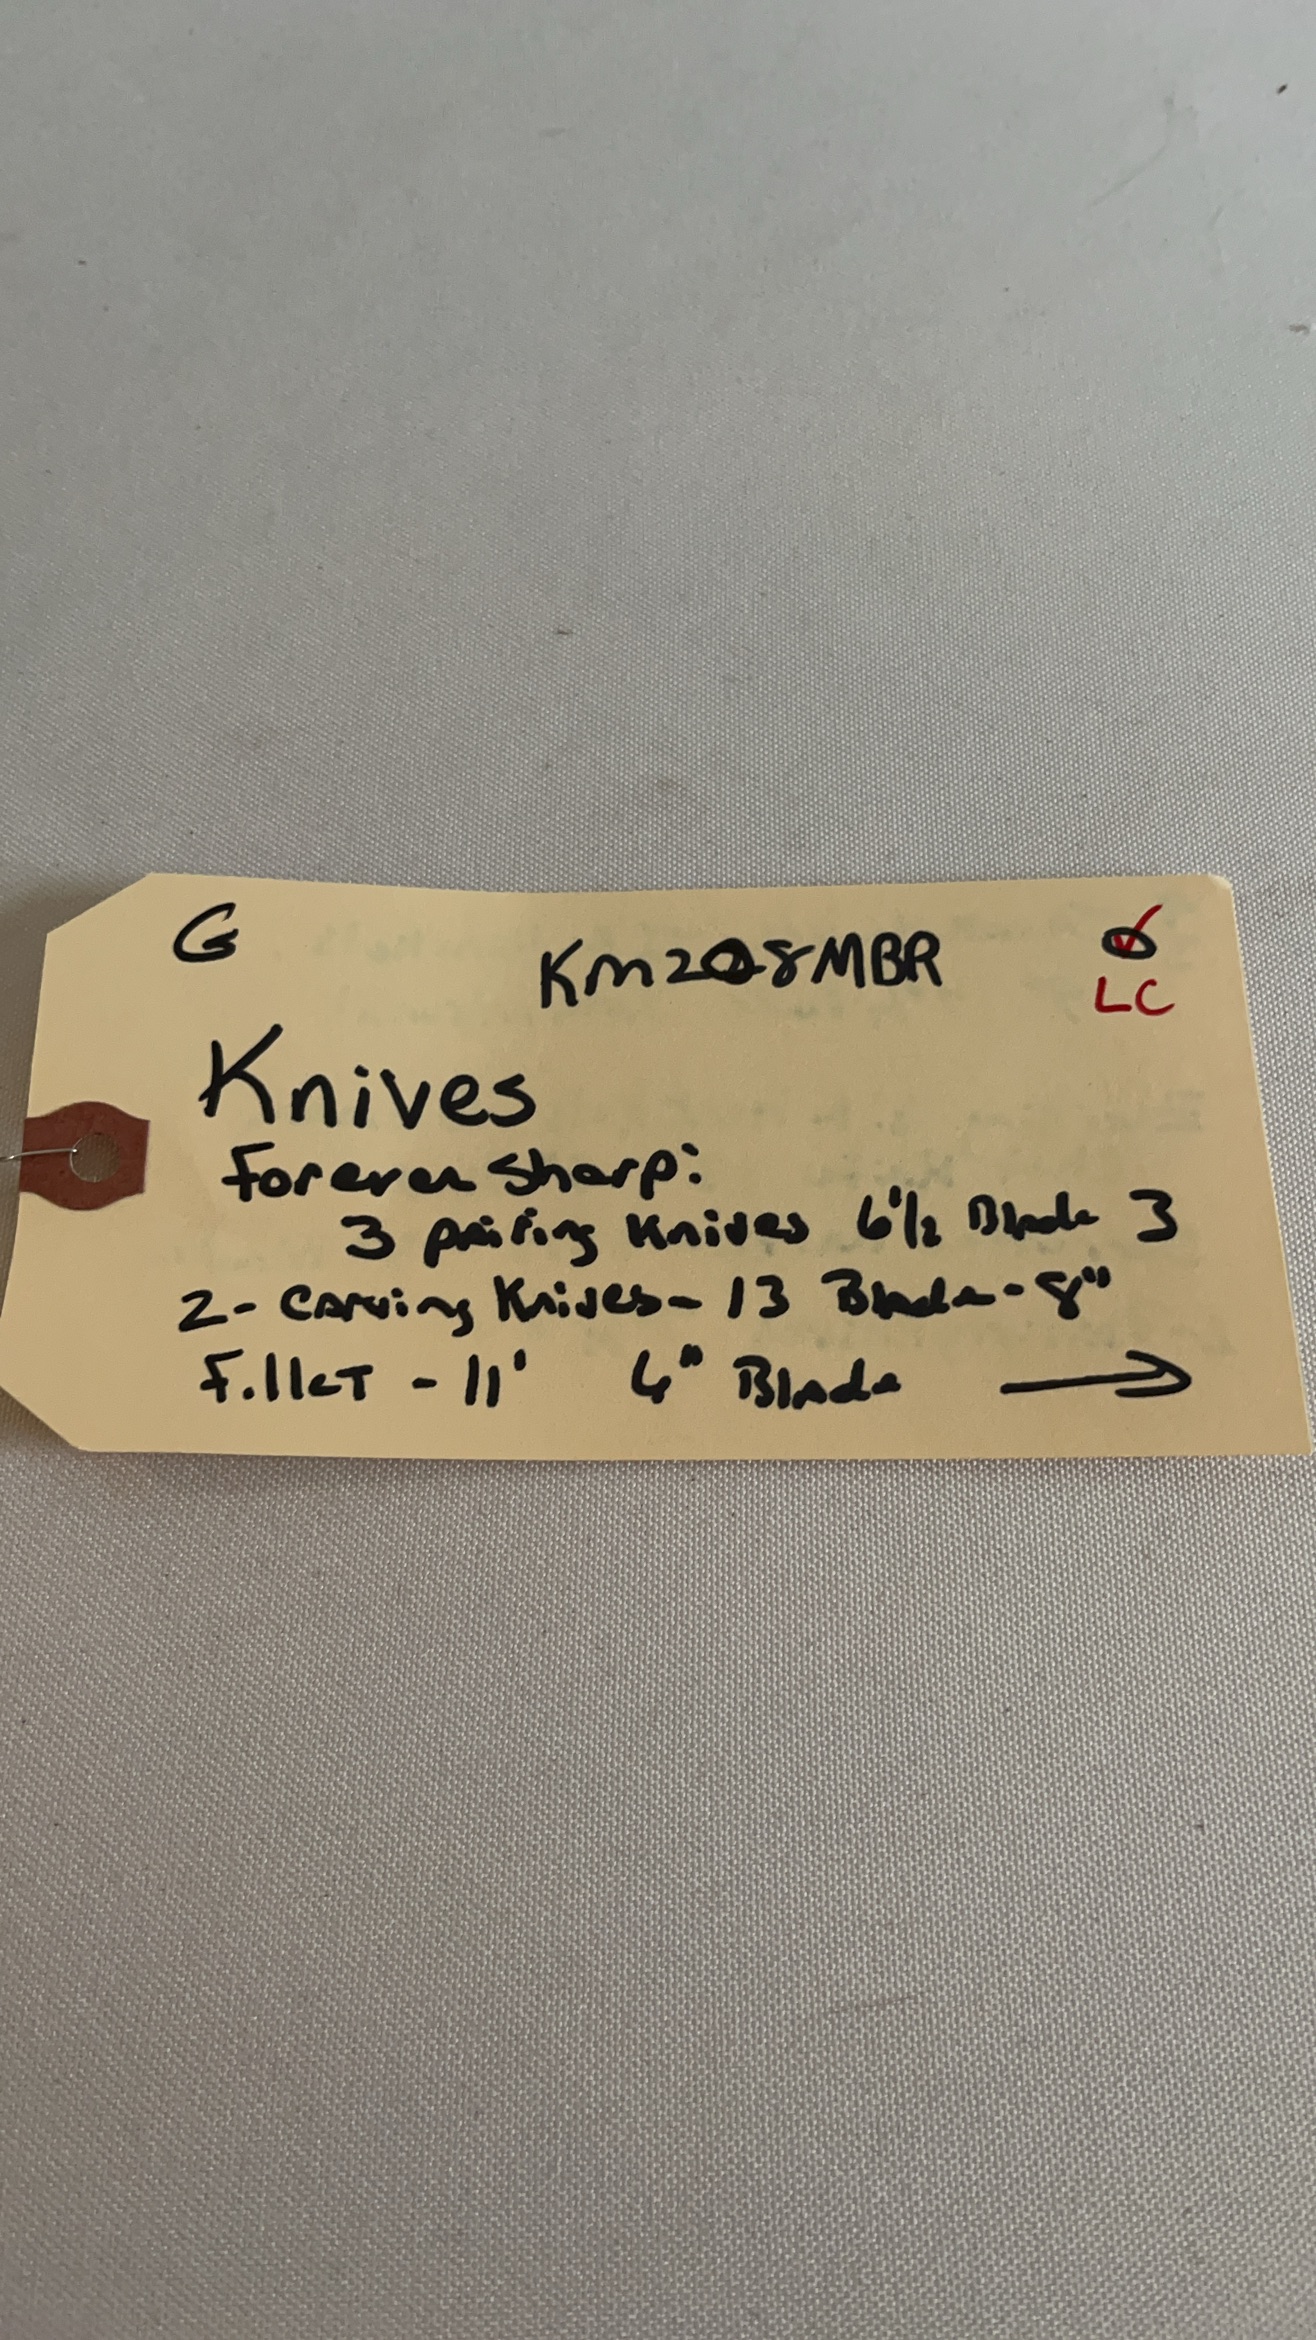 G KM208MBR
LC
Knives
Forever Sharp:
3 pairing Knives 6 1/2 Blade 3
2- Carving Knives- 13 Blade- 8"
Fillet - 11' 6" Blade →